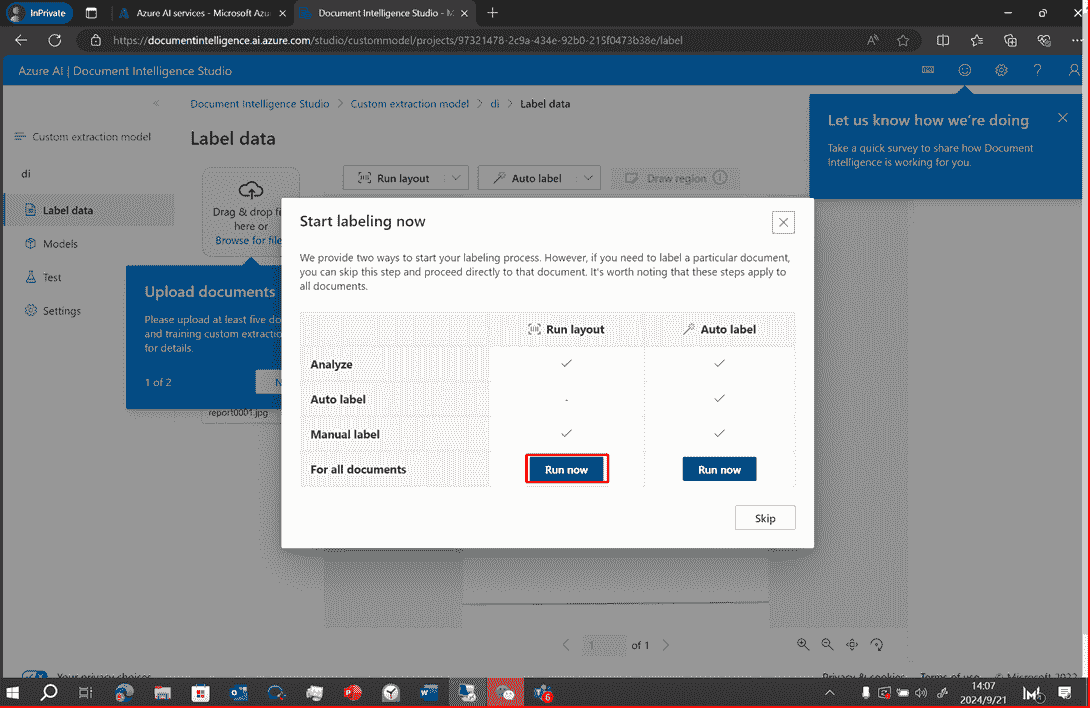 InPrivate
Azure AI services - Microsoft Azu
Document Intelligence Studio - M
https://documentintelligence.ai.azure.com/studio/custommodel/projects/97321478-2c9a-434e-92b0-215f0473b38e/label
Azure AI | Document Intelligence Studio
Document Intelligence Studio > Custom extraction model > di > Label data
Custom extraction model
di
Label data
Models
Test
Settings
Label data
Drag & drop fi
here or
Browse for file
Run layout
Auto label
Draw region
Let us know how we're doing
Take a quick survey to share how Document
Intelligence is working for you.
Upload documents
Please upload at least five do
and training custom extractio
for details.
1 of 2
N
report0001.jpg
Start labeling now
We provide two ways to start your labeling process. However, if you need to label a particular document,
you can skip this step and proceed directly to that document. It's worth noting that these steps apply to
all documents.
Run layout Auto label
Analyze
Auto label -
Manual label
For all documents Run now Run now
Skip
1 of 1
Your privacy choices
Privacy & cookies Terms of use © Microsoft 2023
14:07
2024/9/21
6
1